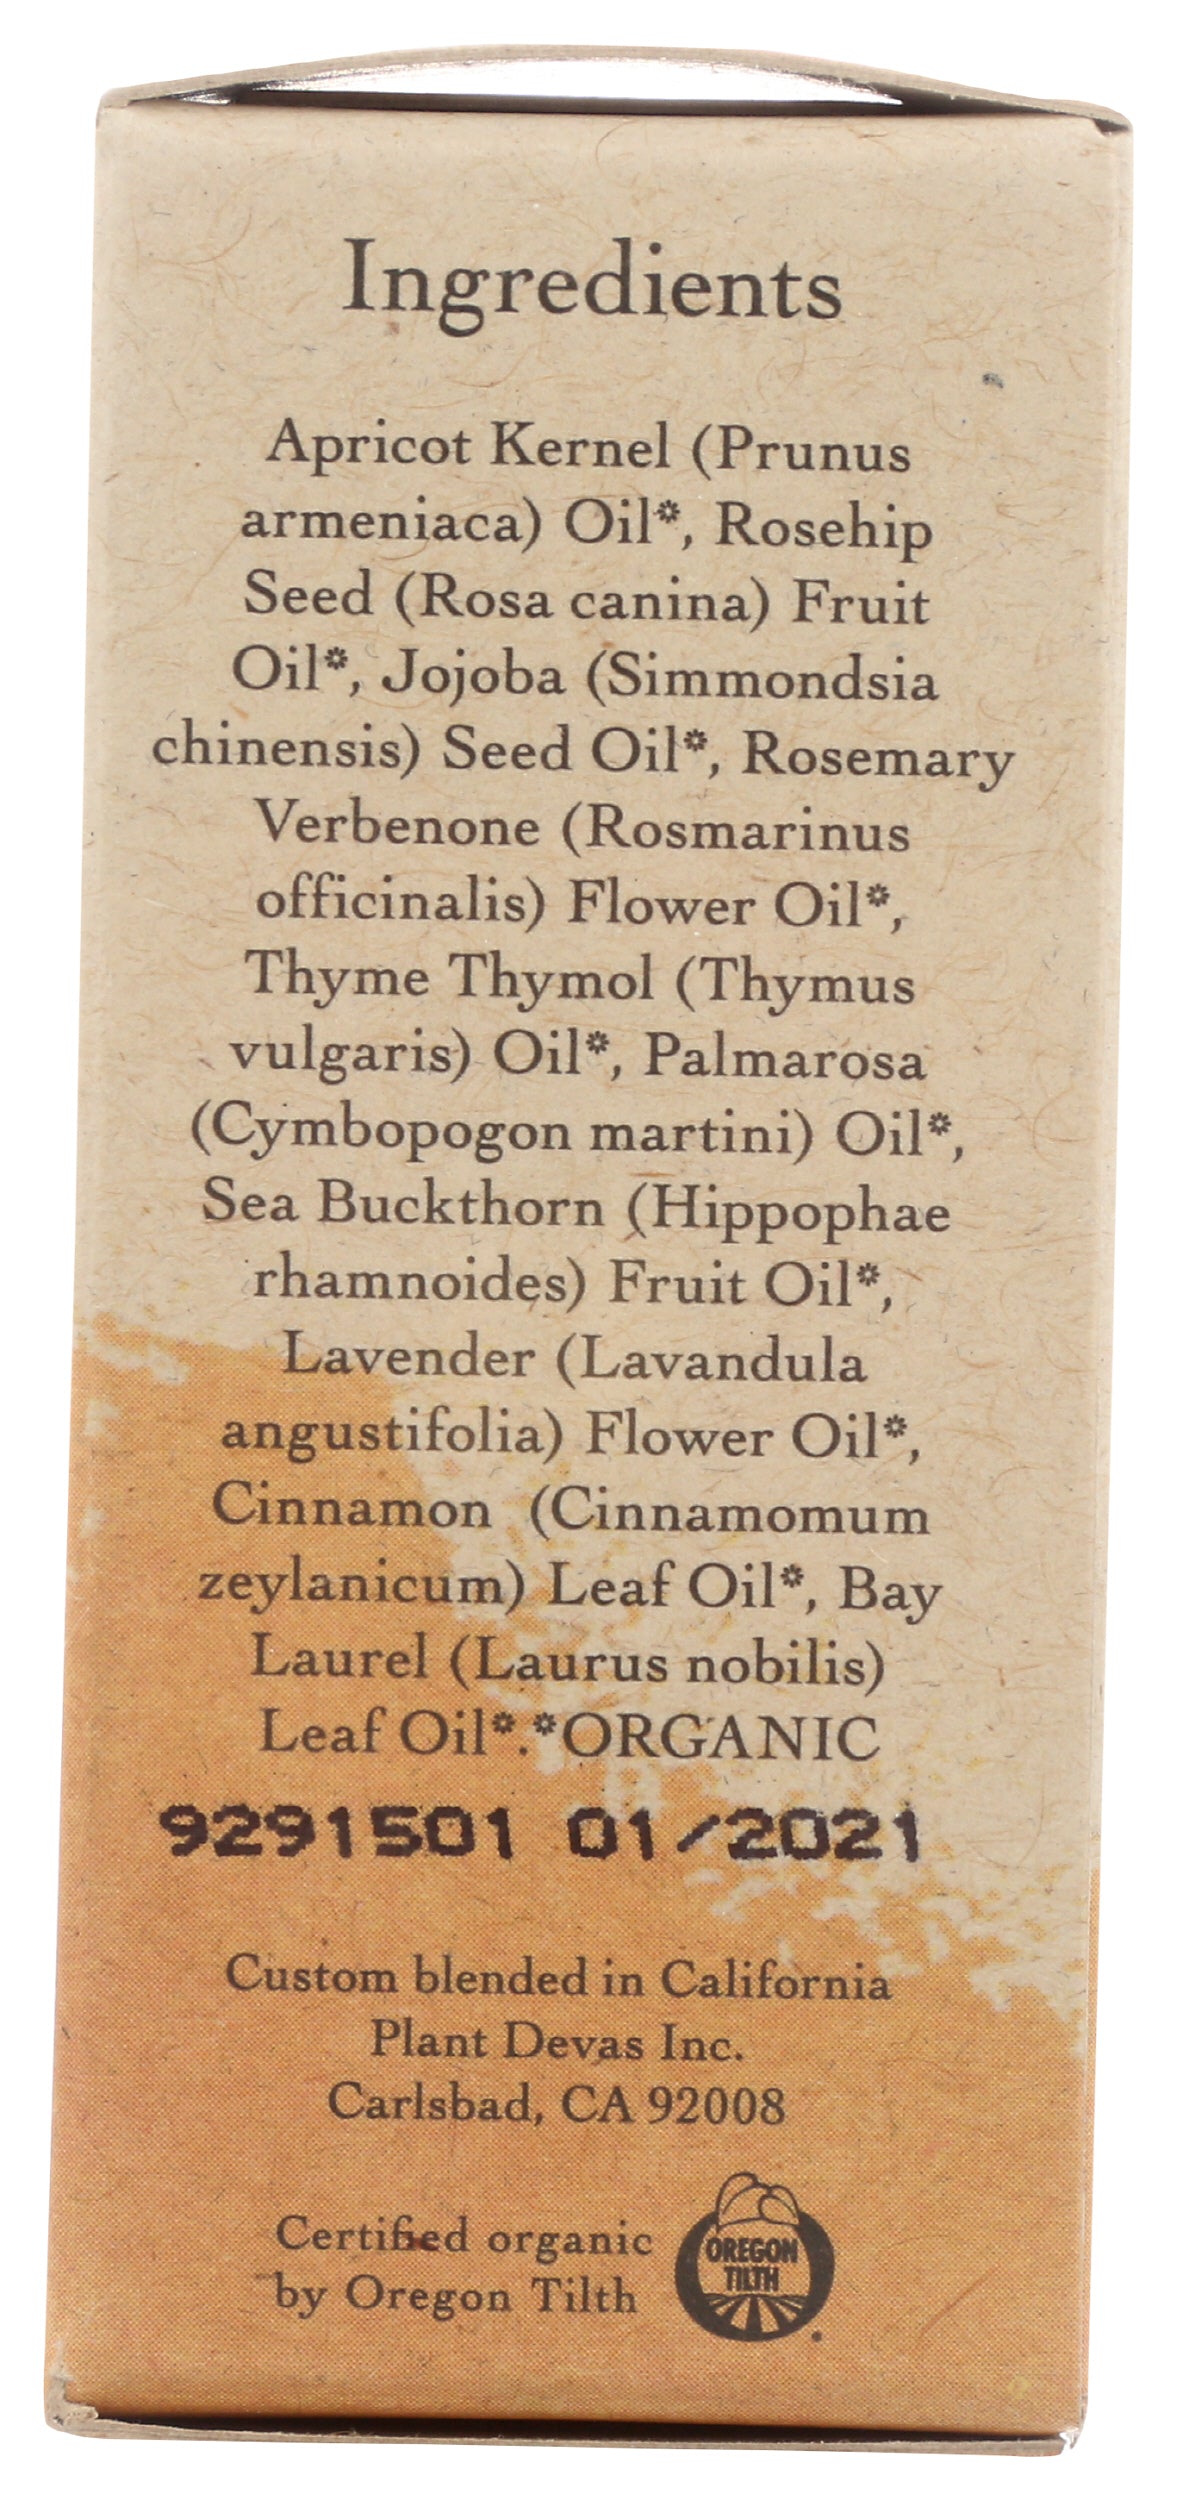 Ingredients
Apricot Kernel (Prunus
armeniaca) Oil*, Rosehip
Seed (Rosa canina) Fruit
Oil*, Jojoba (Simmondsia
chinensis) Seed Oil*, Rosemary
Verbenone (Rosmarinus
officinalis) Flower Oil*,
Thyme Thymol (Thymus
vulgaris) Oil*, Palmarosa
(Cymbopogon martini) Oil*,
Sea Buckthorn (Hippophae
rhamnoides) Fruit Oil*,
Lavender (Lavandula
angustifolia) Flower Oil*,
Cinnamon (Cinnamomum
zeylanicum) Leaf Oil*, Bay
Laurel (Laurus nobilis)
Leaf Oil*.*ORGANIC
9291501 01/2021
Custom blended in California
Plant Devas Inc.
Carlsbad, CA 92008
Certified organic
by Oregon Tilth
OREGON
TILTH